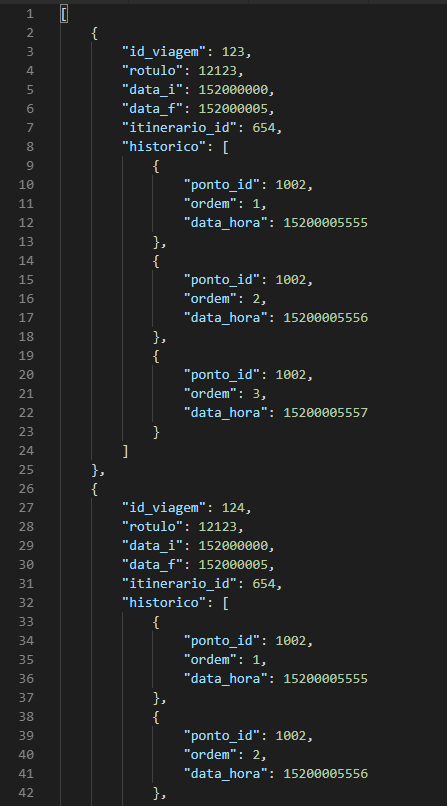 1 [
2 {
3 "id_viagem": 123,
4 "rotulo": 12123,
5 "data_i": 152000000,
6 "data_f": 152000005,
7 "itinerario_id": 654,
8 "historico": [
9 {
10 "ponto_id": 1002,
11 "ordem": 1,
12 "data_hora": 15200005555
13 },
14 {
15 "ponto_id": 1002,
16 "ordem": 2,
17 "data_hora": 15200005556
18 },
19 {
20 "ponto_id": 1002,
21 "ordem": 3,
22 "data_hora": 15200005557
23 }
24 ]
25 },
26 {
27 "id_viagem": 124,
28 "rotulo": 12123,
29 "data_i": 152000000,
30 "data_f": 152000005,
31 "itinerario_id": 654,
32 "historico": [
33 {
34 "ponto_id": 1002,
35 "ordem": 1,
36 "data_hora": 15200005555
37 },
38 {
39 "ponto_id": 1002,
40 "ordem": 2,
41 "data_hora": 15200005556
42 },